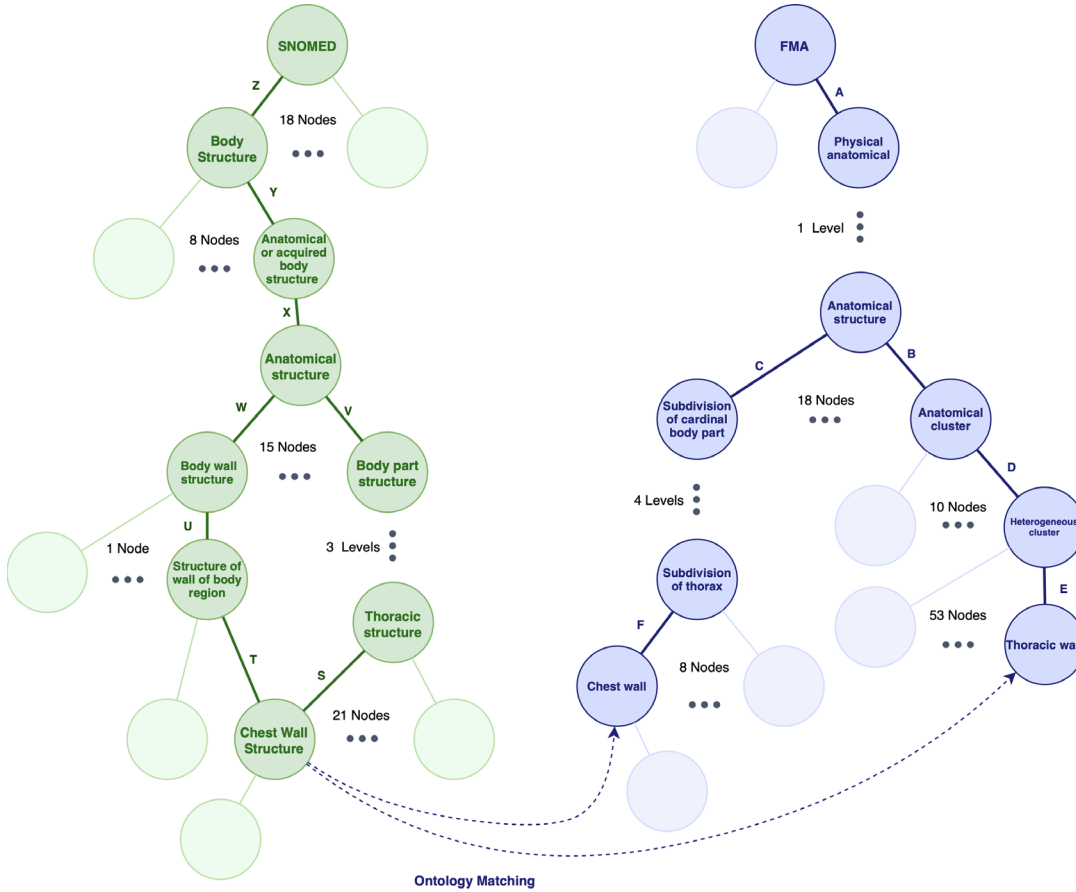 SNOMED
FMA
Z
A
18 Nodes
Body
Structure
Physical
anatomical
Y
1 Level
8 Nodes
Anatomical
or acquired
body
structure
X
Anatomical
structure
Anatomical
structure
B
C
W
V
18 Nodes
Subdivision
of cardinal
body part
Anatomical
cluster
15 Nodes
Body wall
structure
Body part
structure
D
4 Levels
10 Nodes
Heterogeneous
cluster
U
1 Node
3 Levels
Structure of
wall of body
region
Subdivision
of thorax
E
Thoracic
structure
F
53 Nodes
Thoracic wa
T
S
8 Nodes
Chest wall
21 Nodes
Chest Wall
Structure
Ontology Matching